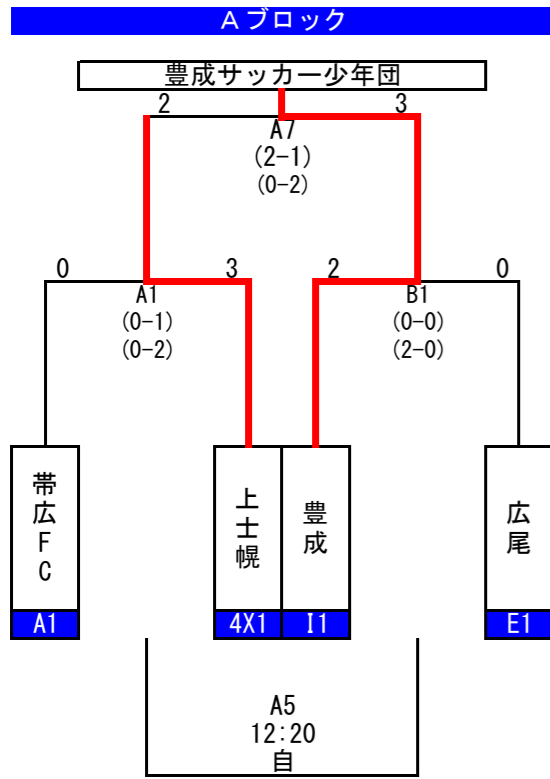 Aブロック
豊成サッカー少年団
2 3
A7
(2-1)
(0-2)
0 3 2 0
A1 B1
(0-1) (0-0)
(0-2) (2-0)
帯広FC
上士幌
豊成
広尾
A1 4X1 I1 E1
A5
12:20
自